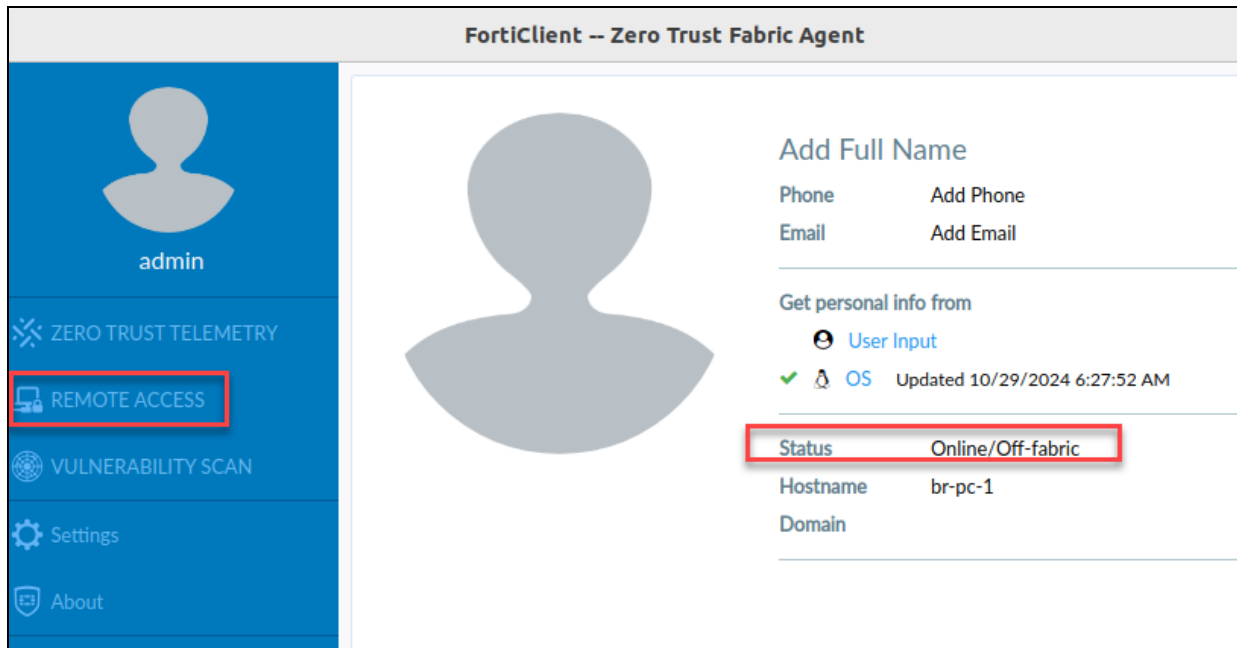 FortiClient -- Zero Trust Fabric Agent
admin
ZERO TRUST TELEMETRY
REMOTE ACCESS
VULNERABILITY SCAN
Settings
About
Add Full Name
Phone Add Phone
Email Add Email
Get personal info from
User Input
OS Updated 10/29/2024 6:27:52 AM
Status Online/Off-fabric
Hostname br-pc-1
Domain